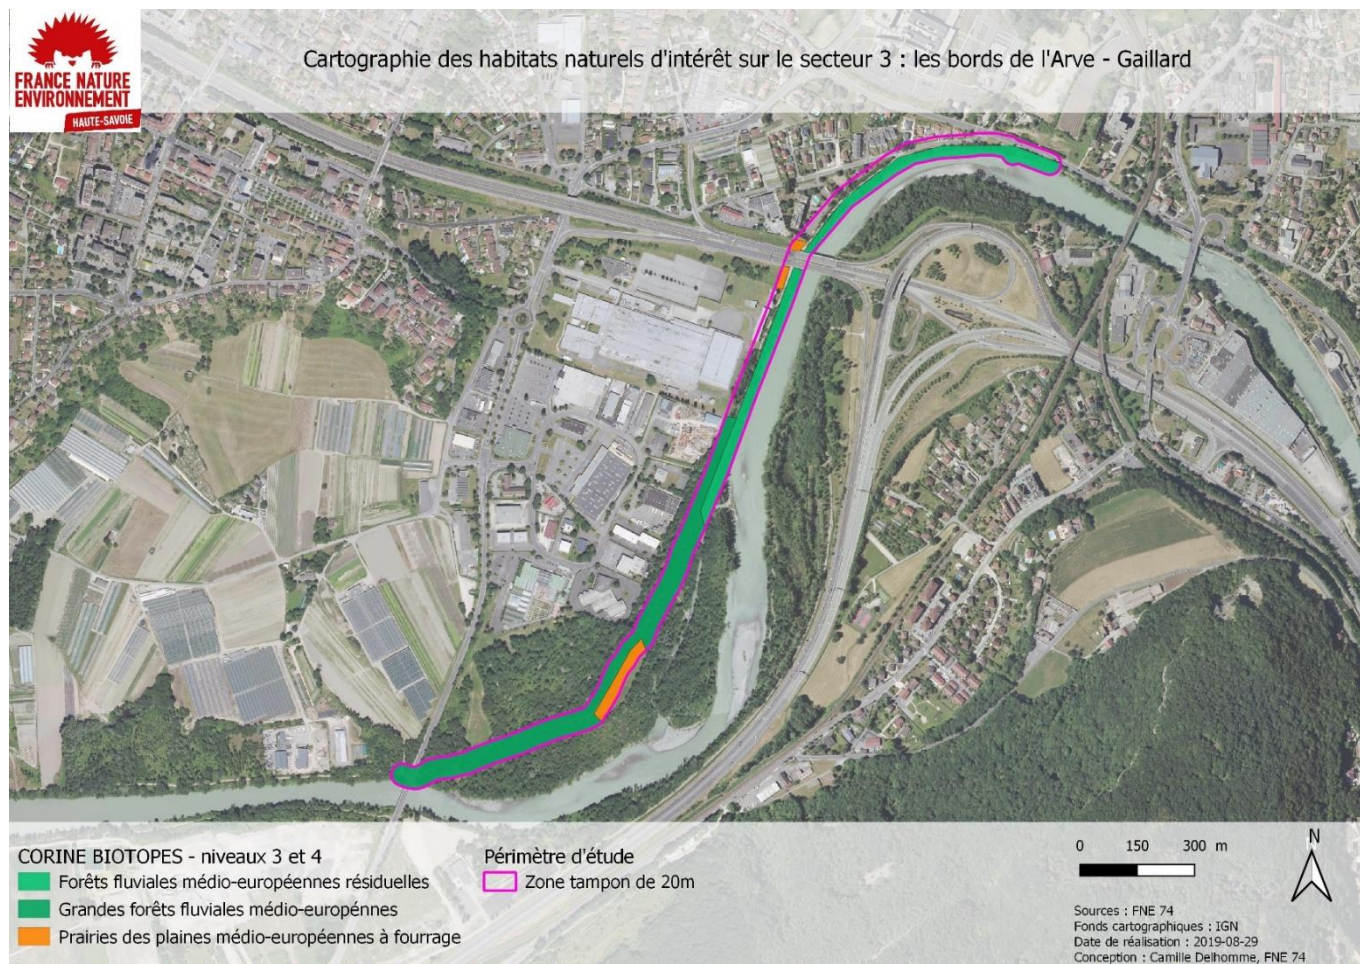 FRANCE NATURE
ENVIRONNEMENT
HAUTE-SAVOIE
Cartographie des habitats naturels d'intérêt sur le secteur 3 : les bords de l'Arve - Gaillard
CORINE BIOTOPES - niveaux 3 et 4
Forêts fluviales médio-européennes résiduelles
Grandes forêts fluviales médio-europénnes
Prairies des plaines médio-européennes à fourrage
Périmètre d'étude
Zone tampon de 20m
0 150 300 m
N
Sources : FNE 74
Fonds cartographiques : IGN
Date de réalisation : 2019-08-29
Conception : Camille Delhomme, FNE 74